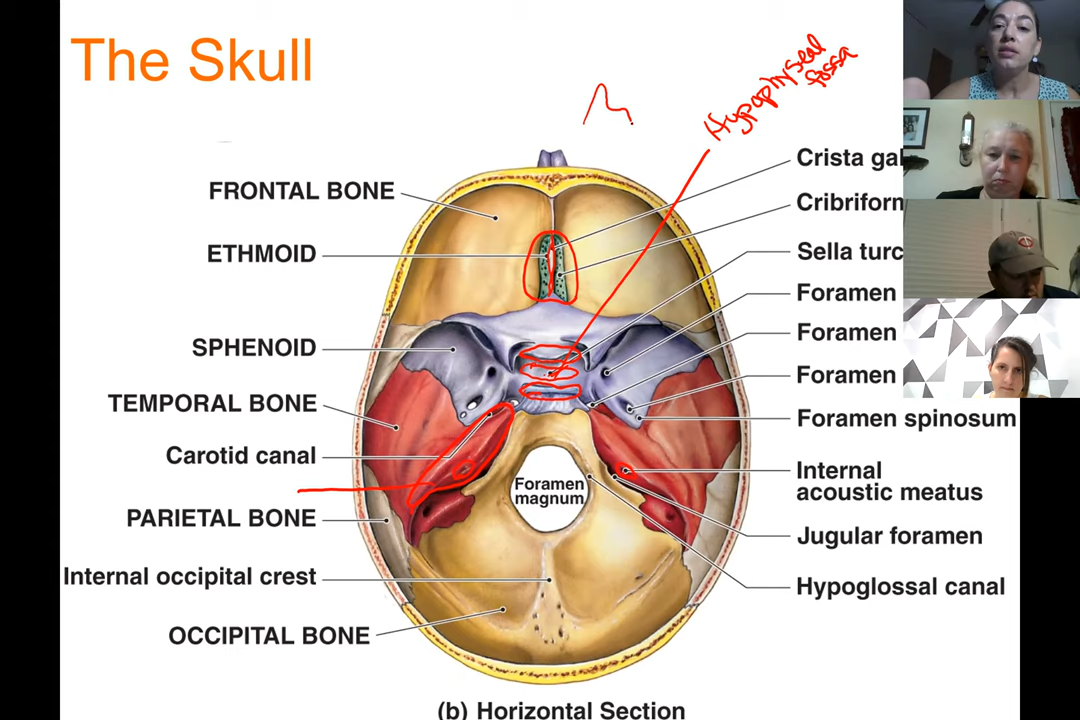 The Skull
Hypophyseal
fossa
FRONTAL BONE
ETHMOID
SPHENOID
TEMPORAL BONE
Carotid canal
PARIETAL BONE
Internal occipital crest
OCCIPITAL BONE
Foramen
magnum
Crista gal
Cribriforn
Sella turc
Foramen
Foramen
Foramen
Foramen spinosum
Internal
acoustic meatus
Jugular foramen
Hypoglossal canal
(b) Horizontal Section